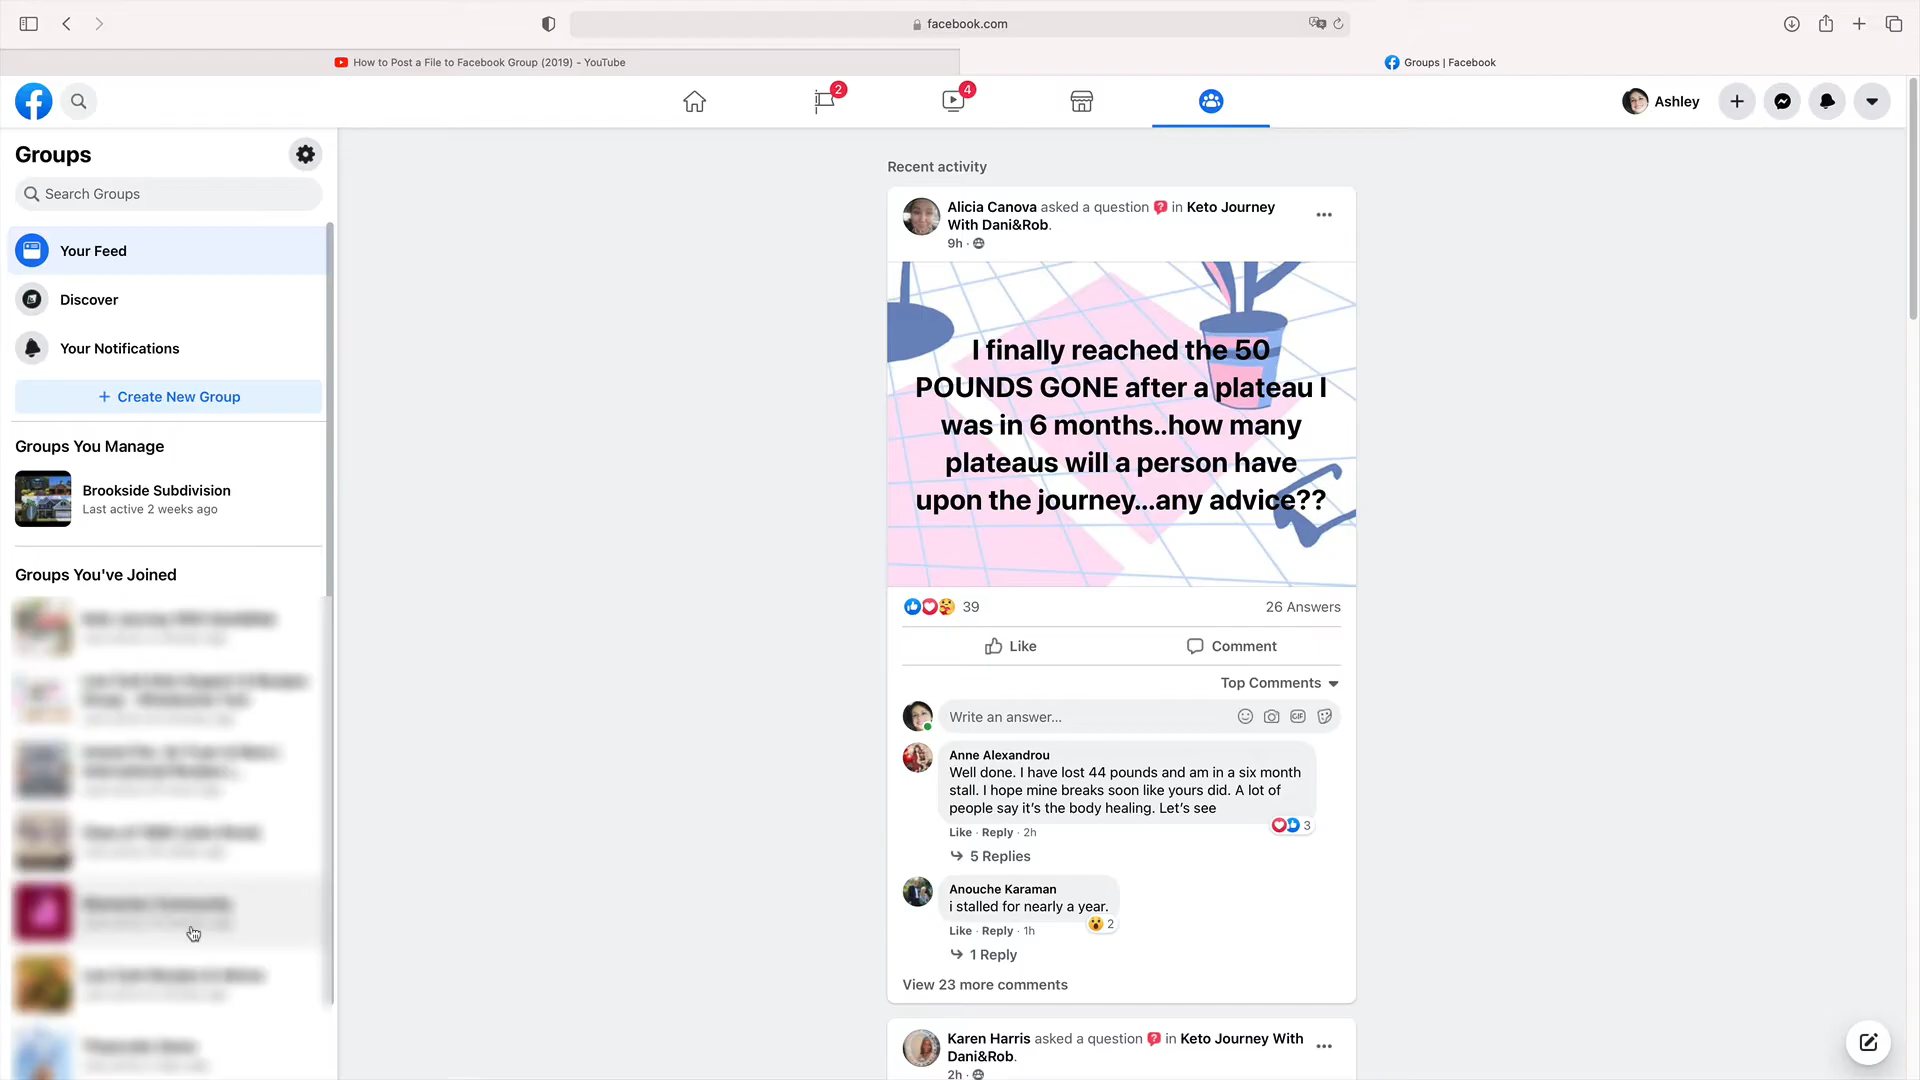 facebook.com
How to Post a File to Facebook Group (2019) - YouTube
Groups | Facebook
2
4
Ashley
Groups
Search Groups
Your Feed
Discover
Your Notifications
+ Create New Group
Groups You Manage
Brookside Subdivision
Last active 2 weeks ago
Groups You've Joined
Recent activity
Alicia Canova asked a question in Keto Journey
With Dani&Rob.
9h ·
I finally reached the 50
POUNDS GONE after a plateau I
was in 6 months..how many
plateaus will a person have
upon the journey...any advice??
39
26 Answers
Like
Comment
Top Comments
Write an answer...
GIF
Anne Alexandrou
Well done. I have lost 44 pounds and am in a six month
stall. I hope mine breaks soon like yours did. A lot of
people say it's the body healing. Let's see
3
Like · Reply · 2h
5 Replies
Anouche Karaman
i stalled for nearly a year.
2
Like · Reply · 1h
1 Reply
View 23 more comments
Karen Harris asked a question in Keto Journey With
Dani&Rob.
2h ·